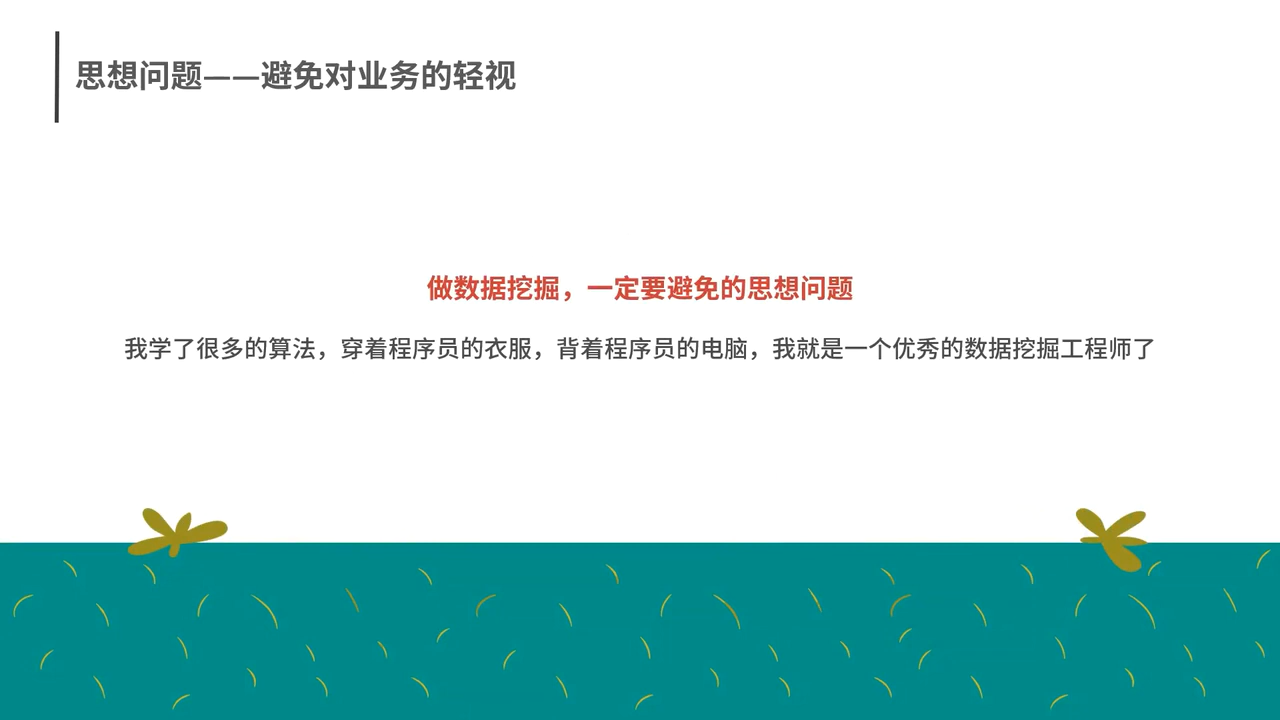 思想问题——避免对业务的轻视
做数据挖掘，一定要避免的思想问题
我学了很多的算法，穿着程序员的衣服，背着程序员的电脑，我就是一个优秀的数据挖掘工程师了